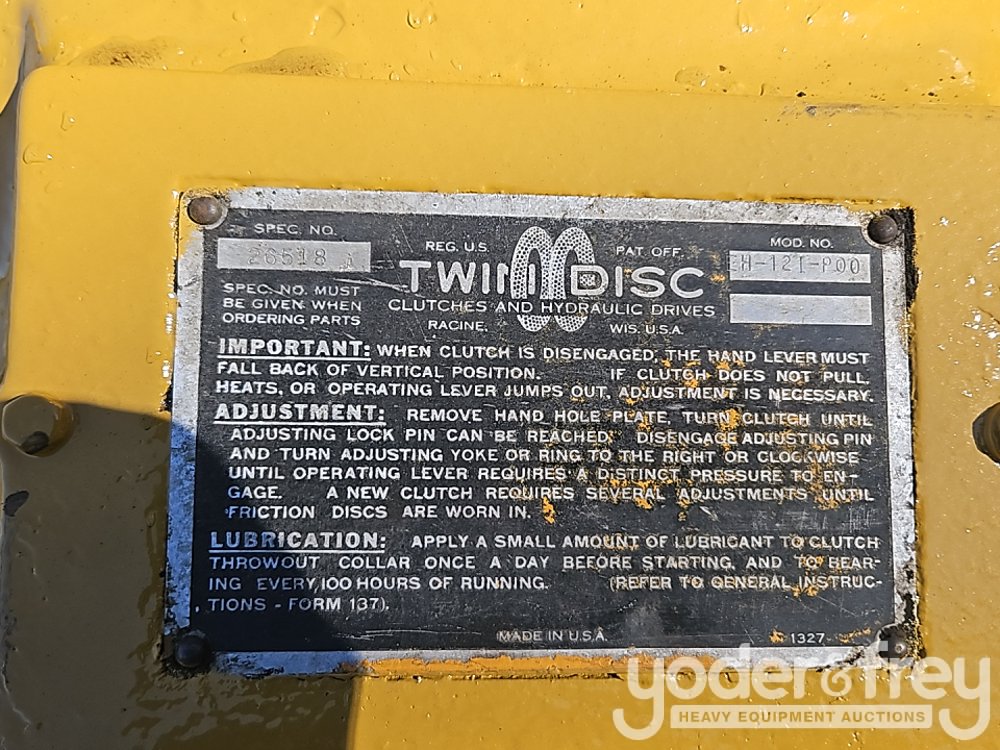 SPEC. NO.
26518 A
SPEC. NO. MUST
BE GIVEN WHEN
ORDERING PARTS
REG. U.S. PAT. OFF.
TWIN DISC
CLUTCHES AND HYDRAULIC DRIVES
RACINE, WIS. U.S.A.
MOD. NO.
H-121-P00
IMPORTANT: WHEN CLUTCH IS DISENGAGED, THE HAND LEVER MUST
FALL BACK OF VERTICAL POSITION. IF CLUTCH DOES NOT PULL,
HEATS, OR OPERATING LEVER JUMPS OUT, ADJUSTMENT IS NECESSARY.
ADJUSTMENT: REMOVE HAND HOLE PLATE, TURN CLUTCH UNTIL
ADJUSTING LOCK PIN CAN BE REACHED. DISENGAGE ADJUSTING PIN
AND TURN ADJUSTING YOKE OR RING TO THE RIGHT OR CLOCKWISE
UNTIL OPERATING LEVER REQUIRES A DISTINCT PRESSURE TO EN-
GAGE. A NEW CLUTCH REQUIRES SEVERAL ADJUSTMENTS UNTIL
FRICTION DISCS ARE WORN IN.
LUBRICATION: APPLY A SMALL AMOUNT OF LUBRICANT TO CLUTCH
THROWOUT COLLAR ONCE A DAY BEFORE STARTING, AND TO BEAR-
ING EVERY 100 HOURS OF RUNNING. (REFER TO GENERAL INSTRUC-
TIONS - FORM 137).
MADE IN U.S.A.
1327
yoder&frey
HEAVY EQUIPMENT AUCTIONS